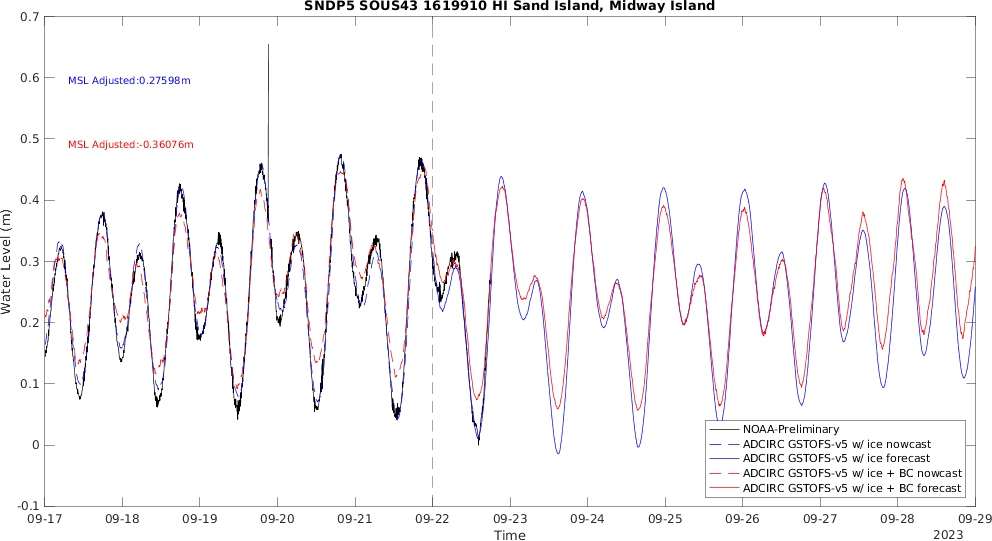 SNDP5 SOUS43 1619910 HI Sand Island, Midway Island
0.7
0.6
0.5
0.4
0.3
0.2
0.1
0
-0.1
Water Level (m)
MSL Adjusted:0.27598m
MSL Adjusted:-0.36076m
NOAA-Preliminary
ADCIRC GSTOFS-v5 w/ ice nowcast
ADCIRC GSTOFS-v5 w/ ice forecast
ADCIRC GSTOFS-v5 w/ ice + BC nowcast
ADCIRC GSTOFS-v5 w/ ice + BC forecast
09-17 09-18 09-19 09-20 09-21 09-22 09-23 09-24 09-25 09-26 09-27 09-28 09-29
Time
2023